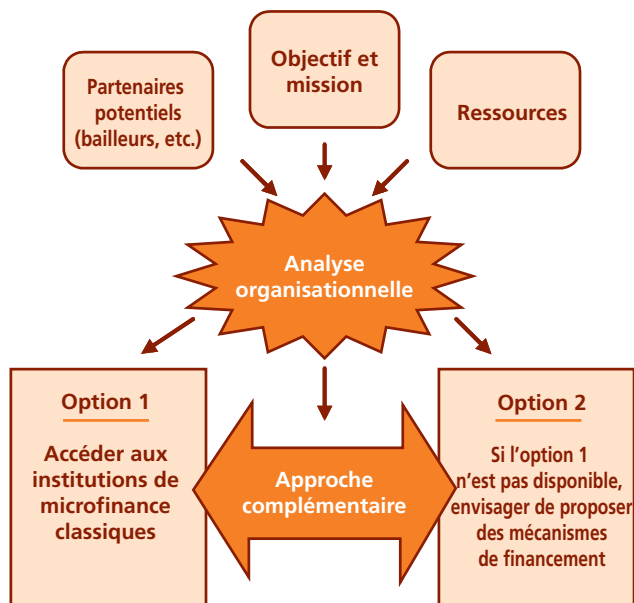 Partenaires
potentiels
(bailleurs, etc.)
Objectif et
mission
Ressources
Analyse
organisationnelle
Option 1
Accéder aux
institutions de
microfinance
classiques
Approche
complémentaire
Option 2
Si l’option 1
n’est pas disponible,
envisager de proposer
des mécanismes
de financement